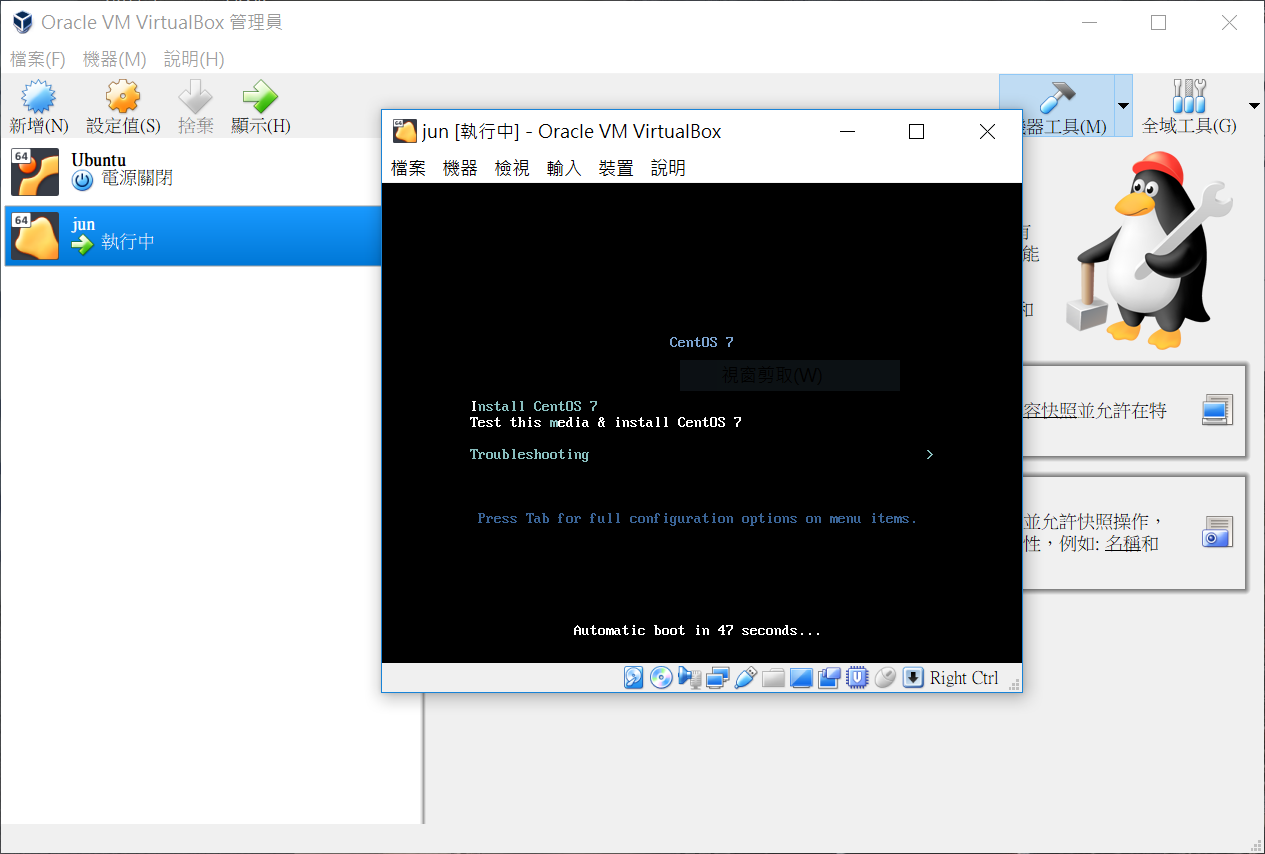 Oracle VM VirtualBox 管理員
檔案(F) 機器(M) 說明(H)
新增(N) 設定值(S) 捨棄 顯示(H)
器工具(M) 全域工具(G)
64 Ubuntu
電源關閉
64 jun
執行中
有
能
和
容快照並允許在特
並允許快照操作，
性，例如: 名稱和
64 jun [執行中] - Oracle VM VirtualBox
檔案 機器 檢視 輸入 裝置 說明
CentOS 7
視窗剪取(W)
Install CentOS 7
Test this media & install CentOS 7
Troubleshooting >
Press Tab for full configuration options on menu items.
Automatic boot in 47 seconds...
Right Ctrl